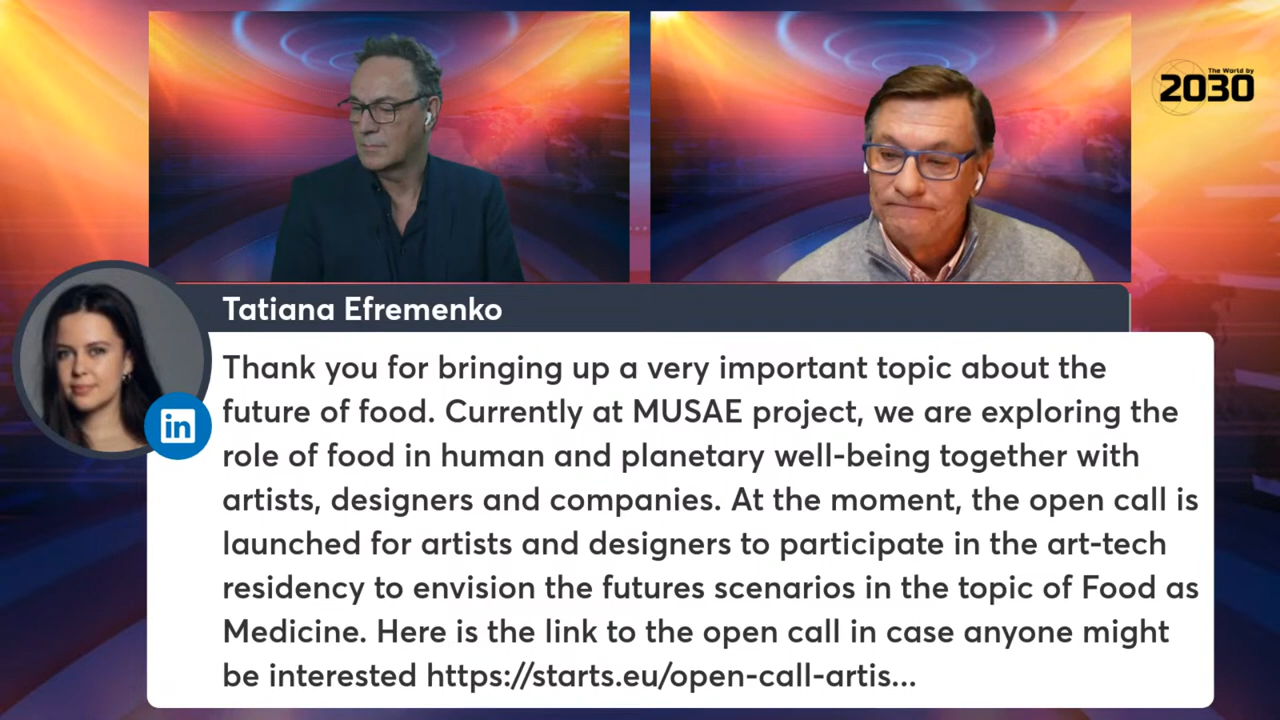 The World by
2030
Tatiana Efremenko
in
Thank you for bringing up a very important topic about the
future of food. Currently at MUSAE project, we are exploring the
role of food in human and planetary well-being together with
artists, designers and companies. At the moment, the open call is
launched for artists and designers to participate in the art-tech
residency to envision the futures scenarios in the topic of Food as
Medicine. Here is the link to the open call in case anyone might
be interested https://starts.eu/open-call-artis...